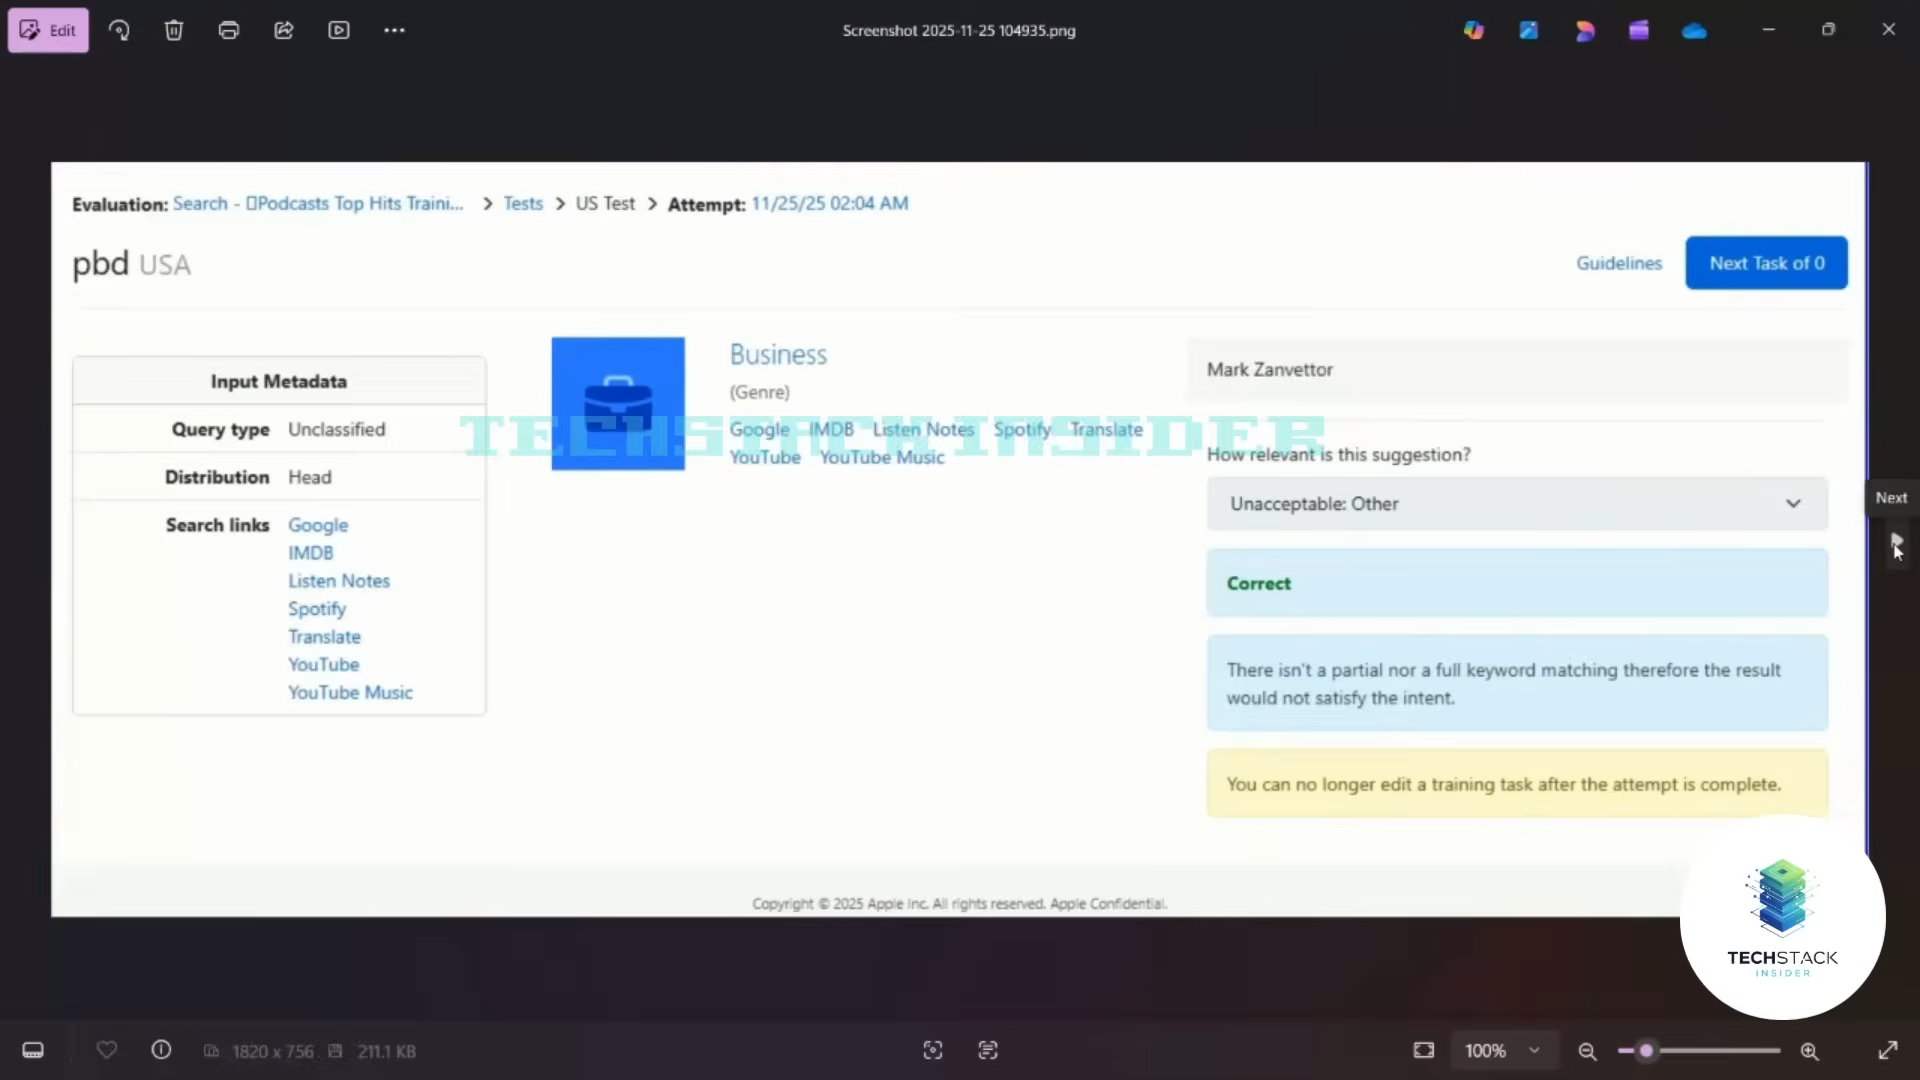 Edit
Screenshot 2025-11-25 104935.png
Evaluation: Search - ▯Podcasts Top Hits Traini... > Tests > US Test > Attempt: 11/25/25 02:04 AM
pbd USA
Guidelines
Next Task of 0
Input Metadata
Query type Unclassified
Distribution Head
Search links Google
IMDB
Listen Notes
Spotify
Translate
YouTube
YouTube Music
Business
(Genre)
Google IMDB Listen Notes Spotify Translate
YouTube YouTube Music
TECHSTACK INSIDER
Mark Zanvettor
How relevant is this suggestion?
Unacceptable: Other
Correct
There isn't a partial nor a full keyword matching therefore the result
would not satisfy the intent.
You can no longer edit a training task after the attempt is complete.
Next
Copyright © 2025 Apple Inc. All rights reserved. Apple Confidential.
TECHSTACK
INSIDER
1820 x 756
211.1 KB
100%